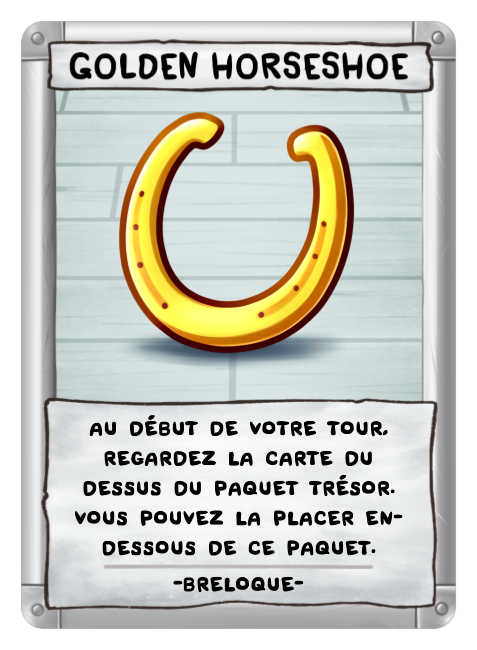 GOLDEN HORSESHOE
AU DÉBUT DE VOTRE TOUR.
REGARDEZ LA CARTE DU
DESSUS DU PAQUET TRÉSOR.
VOUS POUVEZ LA PLACER EN-
DESSOUS DE CE PAQUET.
-BRELOQUE-